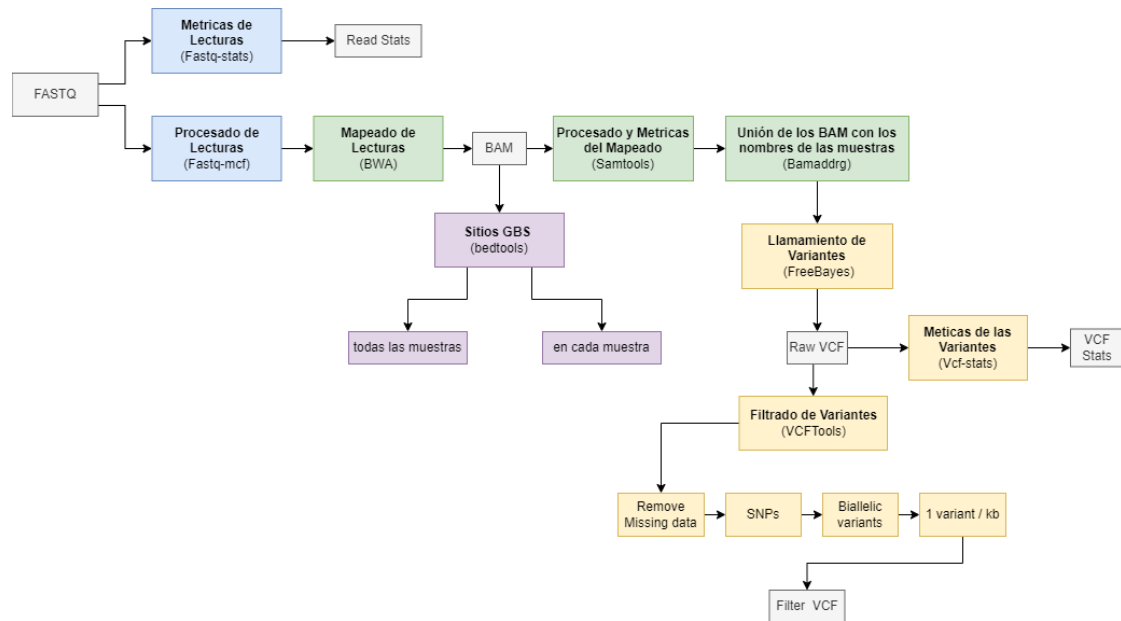 Metricas de
Lecturas
(Fastq-stats)
Read Stats
FASTQ
Procesado de
Lecturas
(Fastq-mcf)
Mapeado de
Lecturas
(BWA)
BAM
Procesado y Metricas
del Mapeado
(Samtools)
Unión de los BAM con los
nombres de las muestras
(Bamaddrg)
Sitios GBS
(bedtools)
todas las muestras
en cada muestra
Llamamiento de
Variantes
(FreeBayes)
Raw VCF
Meticas de las
Variantes
(Vcf-stats)
VCF
Stats
Filtrado de Variantes
(VCFTools)
Remove
Missing data
SNPs
Biallelic
variants
1 variant / kb
Filter VCF